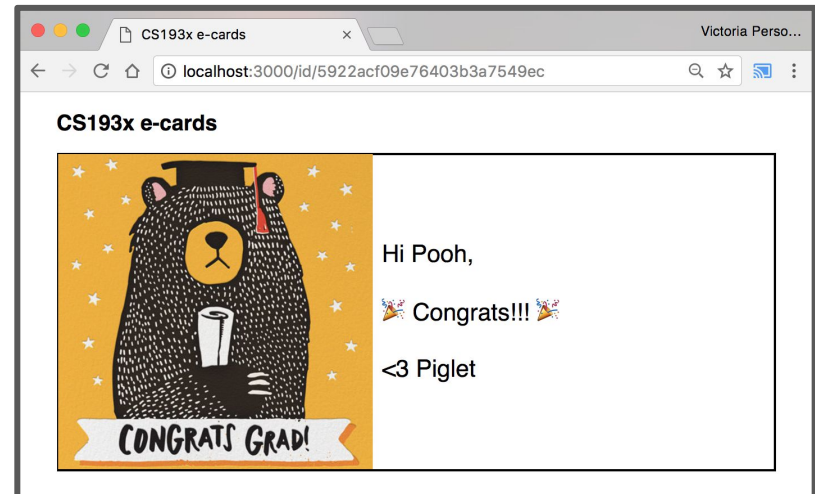 CS193x e-cards
Victoria Perso...
localhost:3000/id/5922acf09e76403b3a7549ec
CS193x e-cards
Hi Pooh,
🎉 Congrats!!! 🎉
<3 Piglet
CONGRATS GRAD!